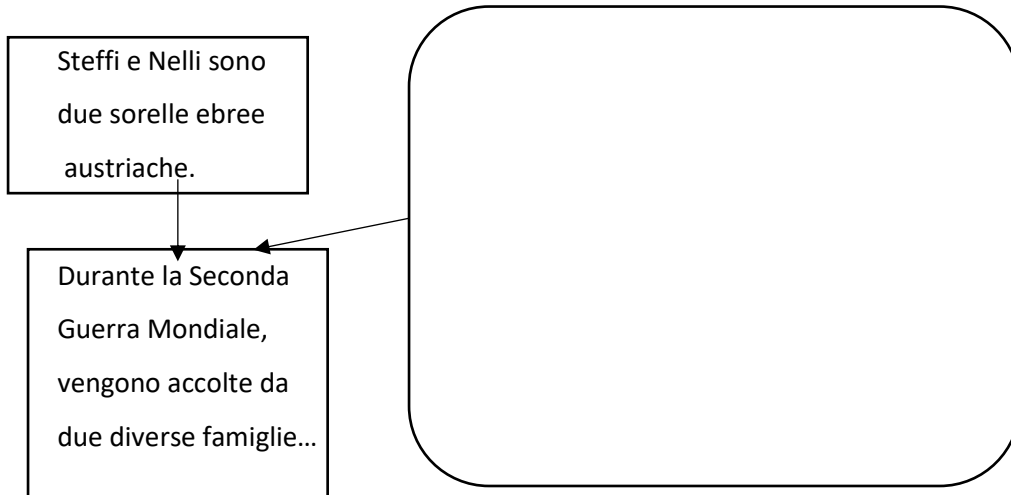 Steffi e Nelli sono
due sorelle ebree
austriache.
Durante la Seconda
Guerra Mondiale,
vengono accolte da
due diverse famiglie…